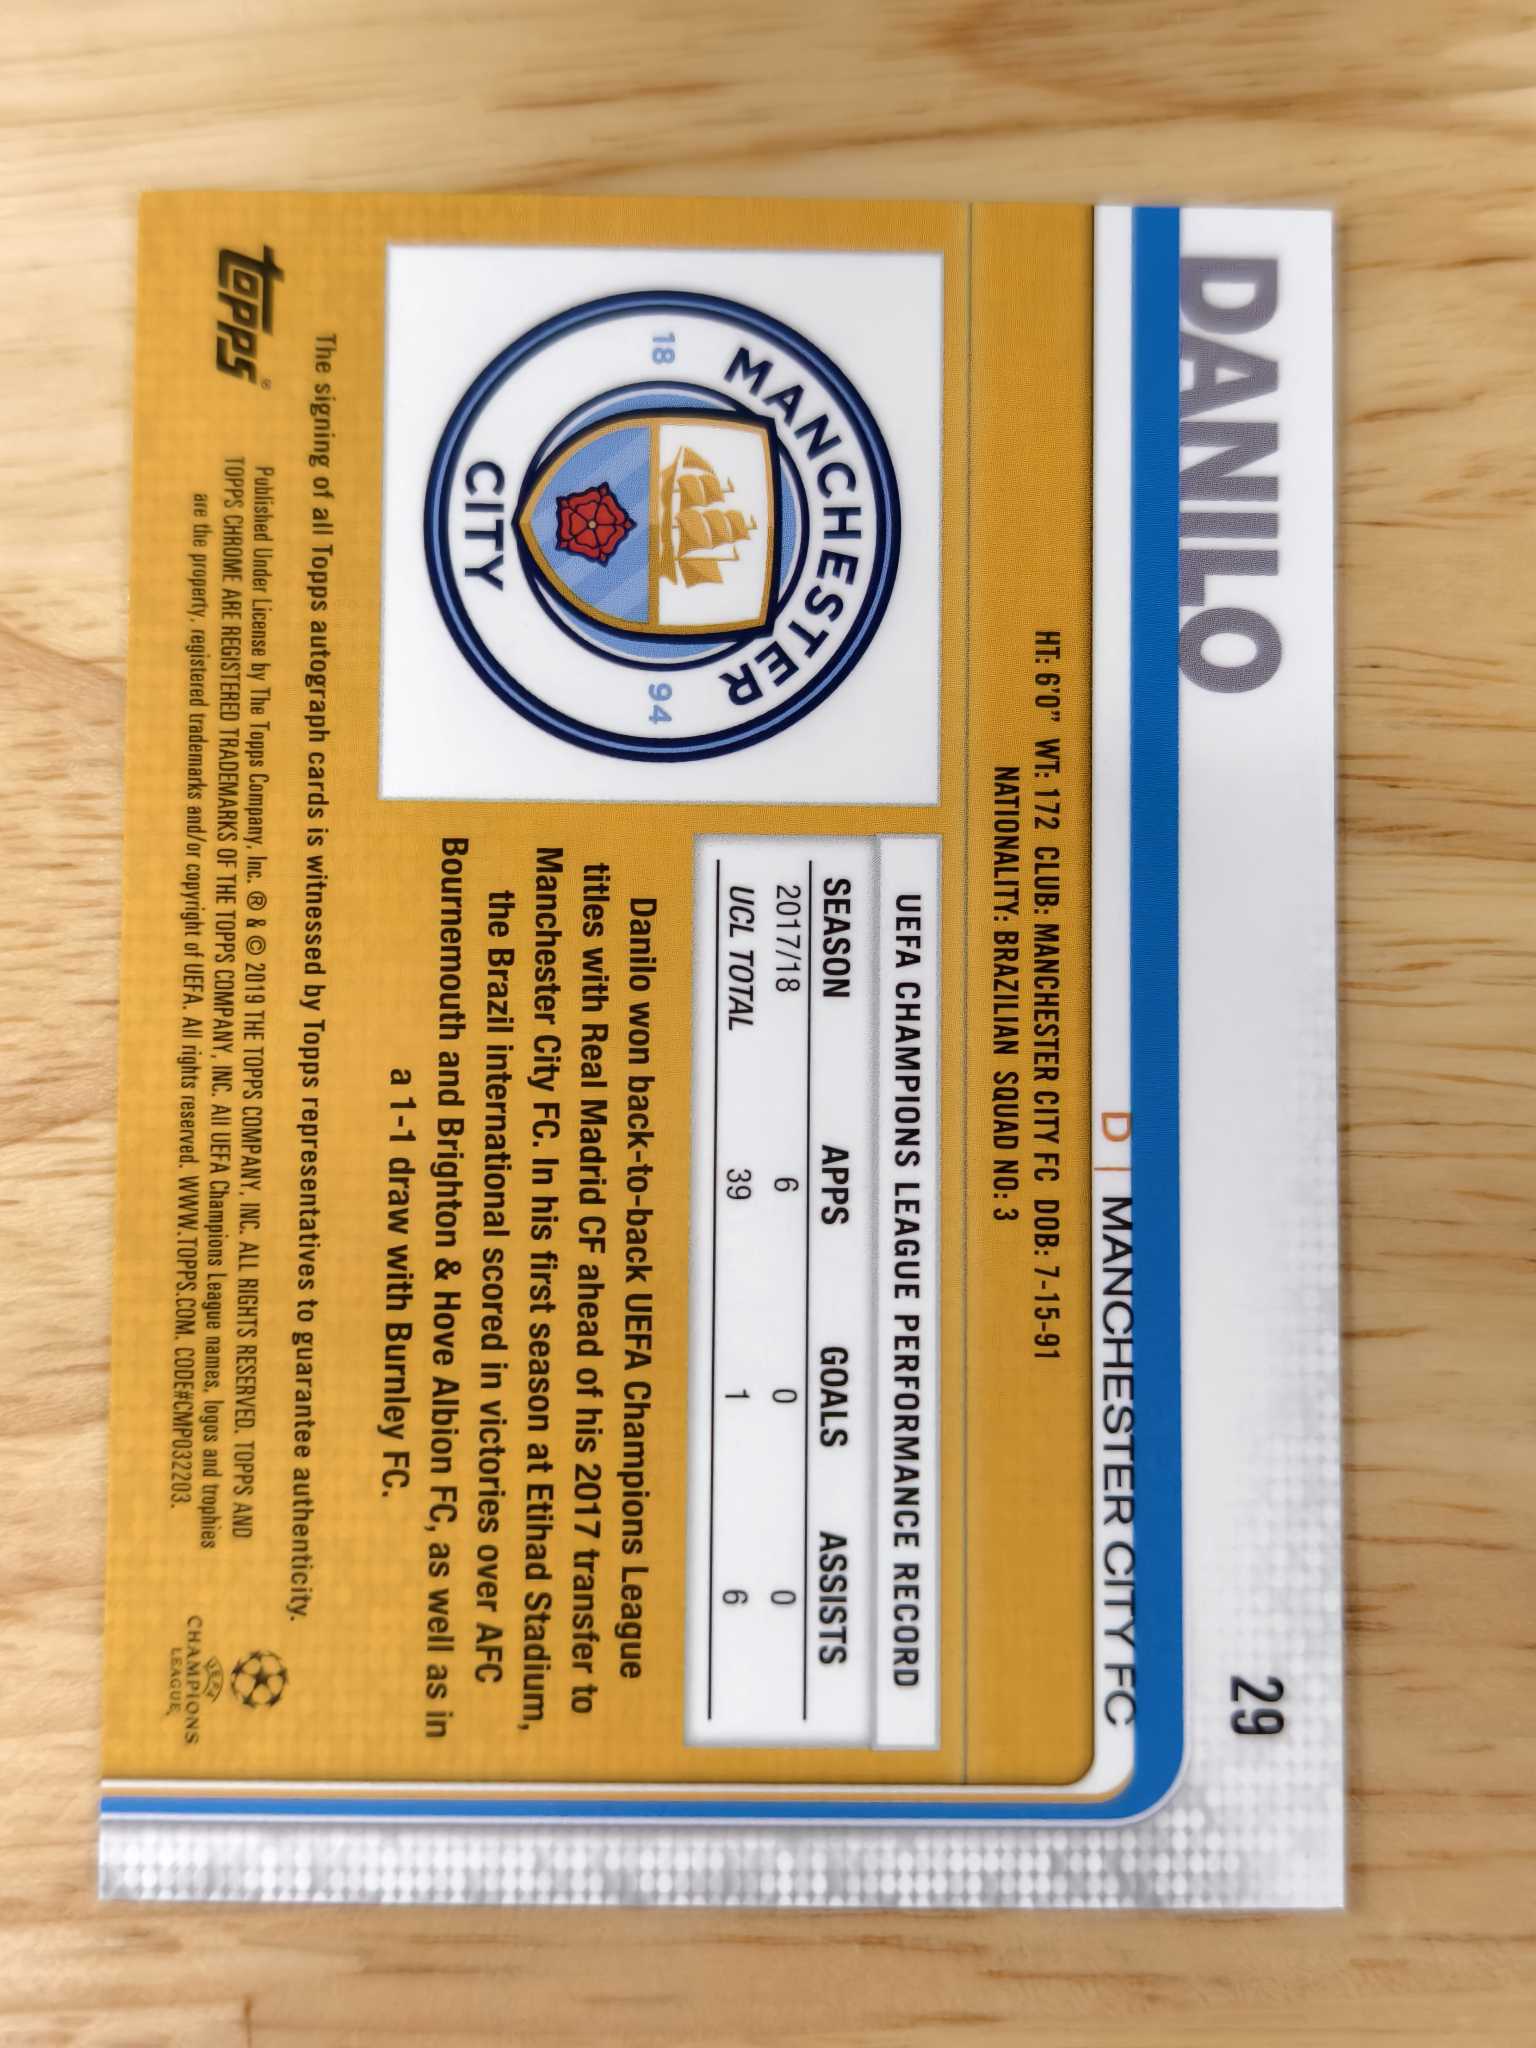 DANILO
29
D | MANCHESTER CITY FC
HT: 6'0" WT: 172 CLUB: MANCHESTER CITY FC DOB: 7-15-91
NATIONALITY: BRAZILIAN SQUAD NO: 3
MANCHESTER
18 94
CITY
UEFA CHAMPIONS LEAGUE PERFORMANCE RECORD
SEASON APPS GOALS ASSISTS
2017/18 6 0 0
UCL TOTAL 39 1 6
Danilo won back-to-back UEFA Champions League
titles with Real Madrid CF ahead of his 2017 transfer to
Manchester City FC. In his first season at Etihad Stadium,
the Brazil international scored in victories over AFC
Bournemouth and Brighton & Hove Albion FC, as well as in
a 1-1 draw with Burnley FC.
The signing of all Topps autograph cards is witnessed by Topps representatives to guarantee authenticity.
topps®
Published Under License by The Topps Company, Inc. ® & © 2019 THE TOPPS COMPANY, INC. ALL RIGHTS RESERVED. TOPPS AND
TOPPS CHROME ARE REGISTERED TRADEMARKS OF THE TOPPS COMPANY, INC. All UEFA Champions League names, logos and trophies
are the property, registered trademarks and/or copyright of UEFA. All rights reserved. WWW.TOPPS.COM. CODE#CMP032203.
UEFA
CHAMPIONS
LEAGUE